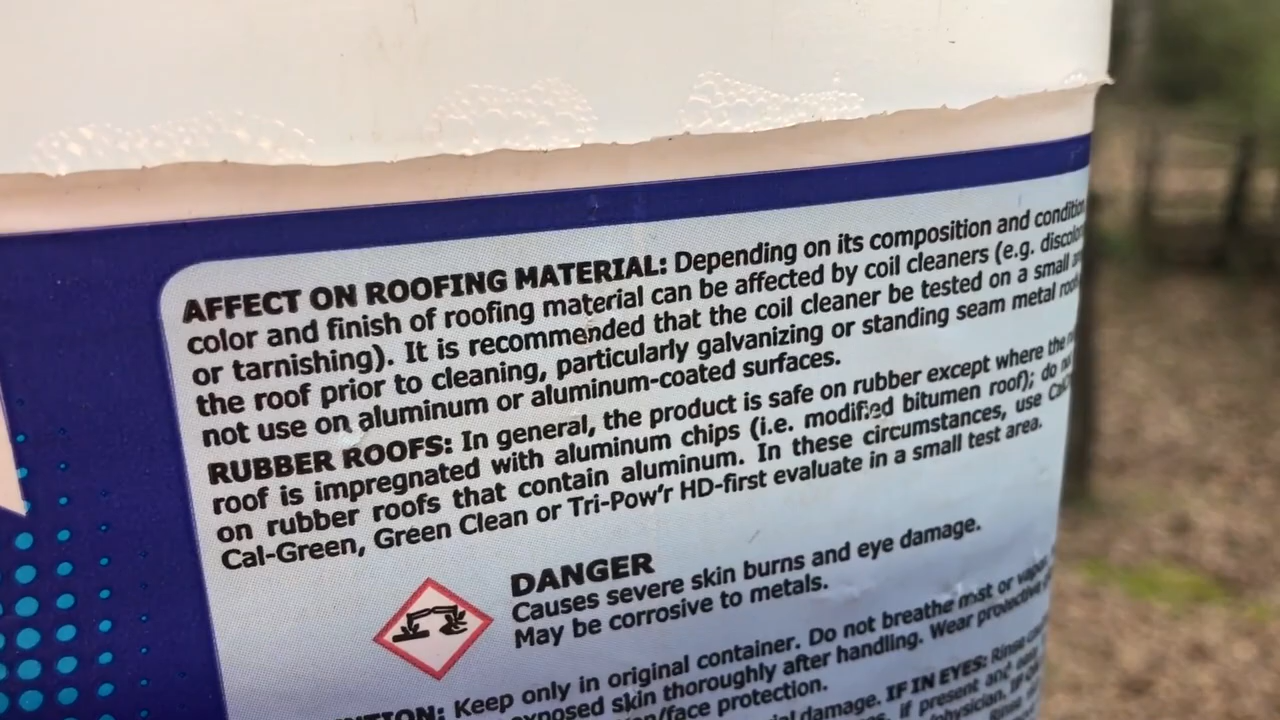 AFFECT ON ROOFING MATERIAL: Depending on its composition and condition
color and finish of roofing material can be affected by coil cleaners (e.g.
or tarnishing). It is recommended that the coil cleaner be tested on a small
the roof prior to cleaning, particularly galvanizing or standing seam metal
not use on aluminum or aluminum-coated surfaces.
RUBBER ROOFS: In general, the product is safe on rubber except where the
roof is impregnated with aluminum chips (i.e. modified bitumen roof); do
on rubber roofs that contain aluminum. In these circumstances, use
Cal-Green, Green Clean or Tri-Pow'r HD-first evaluate in a small test area.
DANGER
Causes severe skin burns and eye damage.
May be corrosive to metals.
Keep only in original container. Do not breathe mist or
exposed skin thoroughly after handling. Wear protective
protection.
damage. IF IN EYES:
if present and